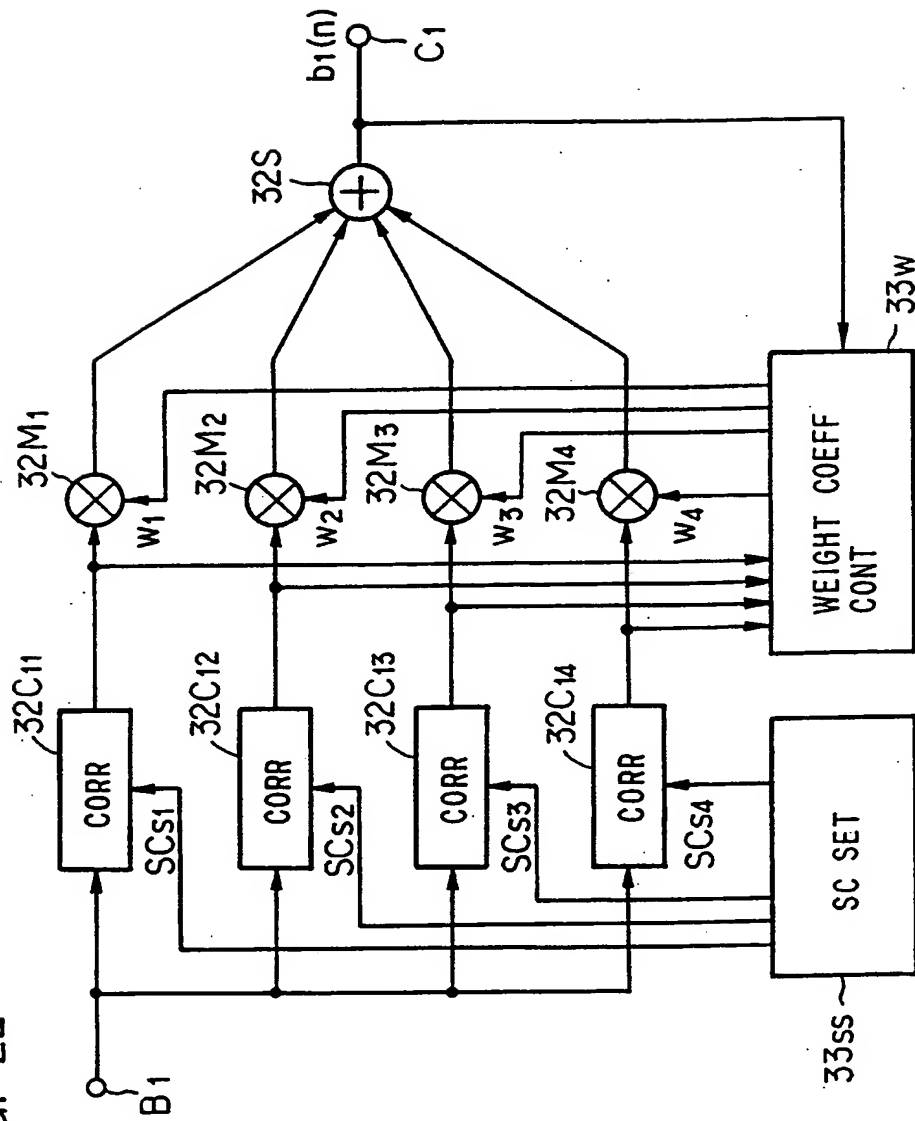 B1
32C11
CORR
SCs1
32C12
CORR
SCs2
32C13
CORR
SCs3
32C14
CORR
SCs4
SC SET
33ss
32M1
W1
32M2
W2
32M3
W3
32M4
W4
WEIGHT COEFF
CONT
33w
32S
b1(n)
C1